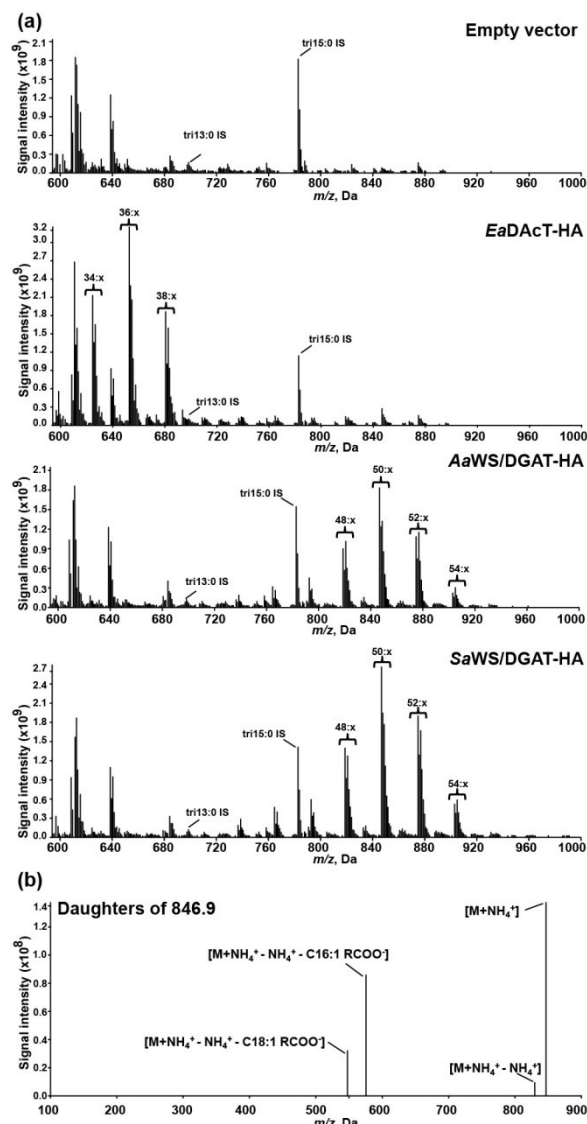 (a)
Empty vector
Signal intensity (x10⁹)
2.1
1.8
1.5
1.2
0.9
0.6
0.3
0.0
tri13:0 IS
tri15:0 IS
600 640 680 720 760 800 840 880 920 960 1000
m/z, Da
EaDAcT-HA
Signal intensity (x10⁹)
3.2
3.0
2.7
2.4
2.1
1.8
1.5
1.2
0.9
0.6
0.3
0.0
34:x
36:x
38:x
tri13:0 IS
tri15:0 IS
600 640 680 720 760 800 840 880 920 960 1000
m/z, Da
AaWS/DGAT-HA
Signal intensity (x10⁹)
2.1
1.8
1.5
1.2
0.9
0.6
0.3
0.0
tri13:0 IS
tri15:0 IS
48:x
50:x
52:x
54:x
600 640 680 720 760 800 840 880 920 960 1000
m/z, Da
SaWS/DGAT-HA
Signal intensity (x10⁹)
2.7
2.4
2.1
1.8
1.5
1.2
0.9
0.6
0.3
0.0
tri13:0 IS
tri15:0 IS
48:x
50:x
52:x
54:x
600 640 680 720 760 800 840 880 920 960 1000
m/z, Da
(b)
Daughters of 846.9
Signal intensity (x10⁸)
1.4
1.2
1.0
0.8
0.6
0.4
0.2
0.0
[M+NH₄⁺]
[M+NH₄⁺ - NH₄⁺ - C16:1 RCOO⁻]
[M+NH₄⁺ - NH₄⁺ - C18:1 RCOO⁻]
[M+NH₄⁺ - NH₄⁺]
100 200 300 400 500 600 700 800 900
m/z, Da